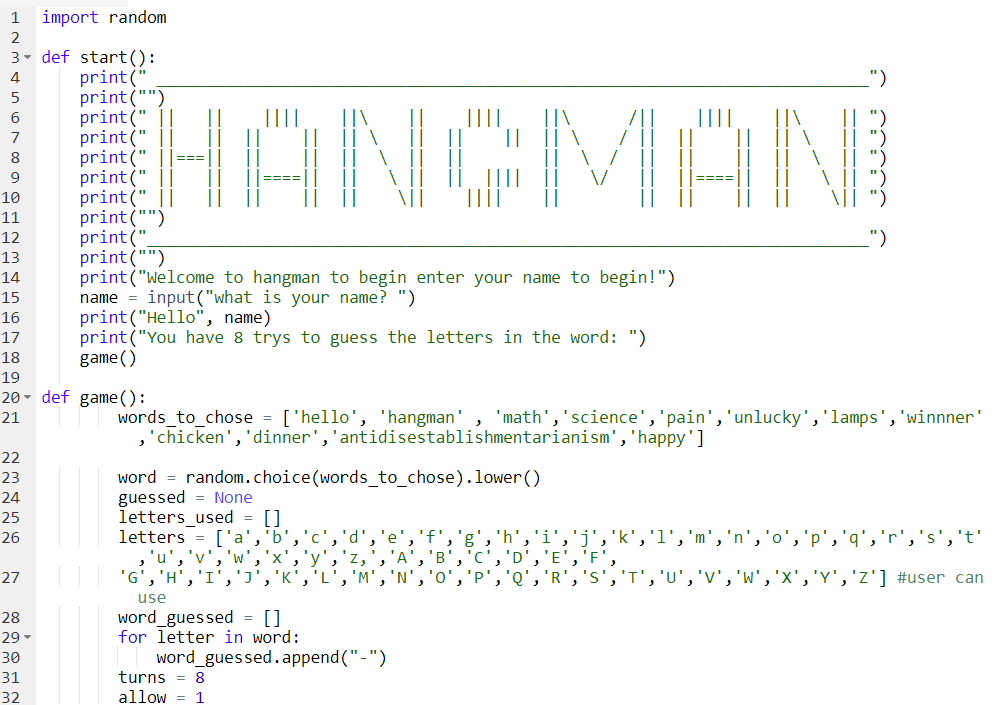 1 import random
2
3 def start():
4     print(" __________________________________________________________________________")
5     print("")
6     print(" ||   ||    ||||    ||\    ||    ||||    ||\      /||    ||||    ||\    || ")
7     print(" ||   ||  ||    ||  || \   ||  ||    ||  || \    / ||  ||    ||  || \   || ")
8     print(" ||===||  ||    ||  ||  \  ||  ||        ||  \  /  ||  ||    ||  ||  \  || ")
9     print(" ||   ||  ||====||  ||   \ ||  ||  ||||  ||   \/   ||  ||====||  ||   \ || ")
10     print(" ||   ||  ||    ||  ||    \||    ||||    ||        ||  ||    ||  ||    \|| ")
11     print("")
12     print("___________________________________________________________________________")
13     print("")
14     print("Welcome to hangman to begin enter your name to begin!")
15     name = input("what is your name? ")
16     print("Hello", name)
17     print("You have 8 trys to guess the letters in the word: ")
18     game()
19
20 def game():
21         words_to_chose = ['hello', 'hangman' , 'math','science','pain','unlucky','lamps','winnner'
,'chicken','dinner','antidisestablishmentarianism','happy']
22
23         word = random.choice(words_to_chose).lower()
24         guessed = None
25         letters_used = []
26         letters = ['a','b','c','d','e','f','g','h','i','j','k','l','m','n','o','p','q','r','s','t'
,'u','v','w','x','y','z,','A','B','C','D','E','F',
27         'G','H','I','J','K','L','M','N','O','P','Q','R','S','T','U','V','W','X','Y','Z'] #user can
use
28         word_guessed = []
29         for letter in word:
30             word_guessed.append("-")
31         turns = 8
32         allow = 1